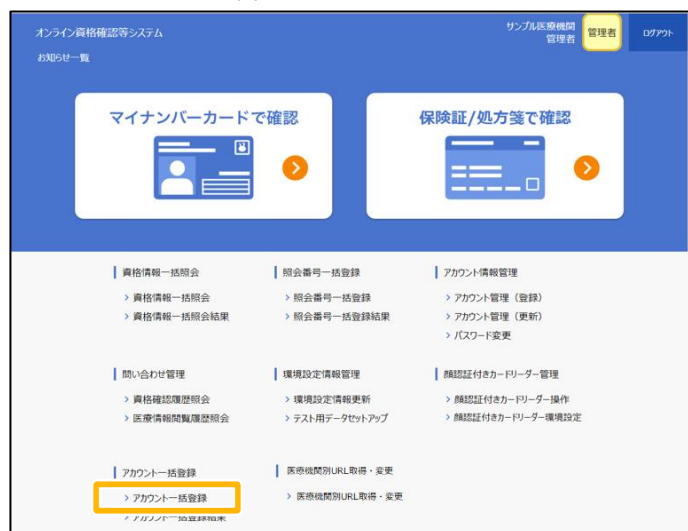 オンライン資格確認等システム
サンプル医療機関
管理者
管理者
ログアウト
お知らせ一覧
マイナンバーカードで確認
保険証/処方箋で確認
資格情報一括照会
> 資格情報一括照会
> 資格情報一括照会結果
照会番号一括登録
> 照会番号一括登録
> 照会番号一括登録結果
アカウント情報管理
> アカウント管理（登録）
> アカウント管理（更新）
> パスワード変更
問い合わせ管理
> 資格確認履歴照会
> 医療情報閲覧履歴照会
環境設定情報管理
> 環境設定情報更新
> テスト用データセットアップ
顔認証付きカードリーダー管理
> 顔認証付きカードリーダー操作
> 顔認証付きカードリーダー環境設定
アカウント一括登録
> アカウント一括登録
> アカウント一括登録結果
医療機関別URL取得・変更
> 医療機関別URL取得・変更